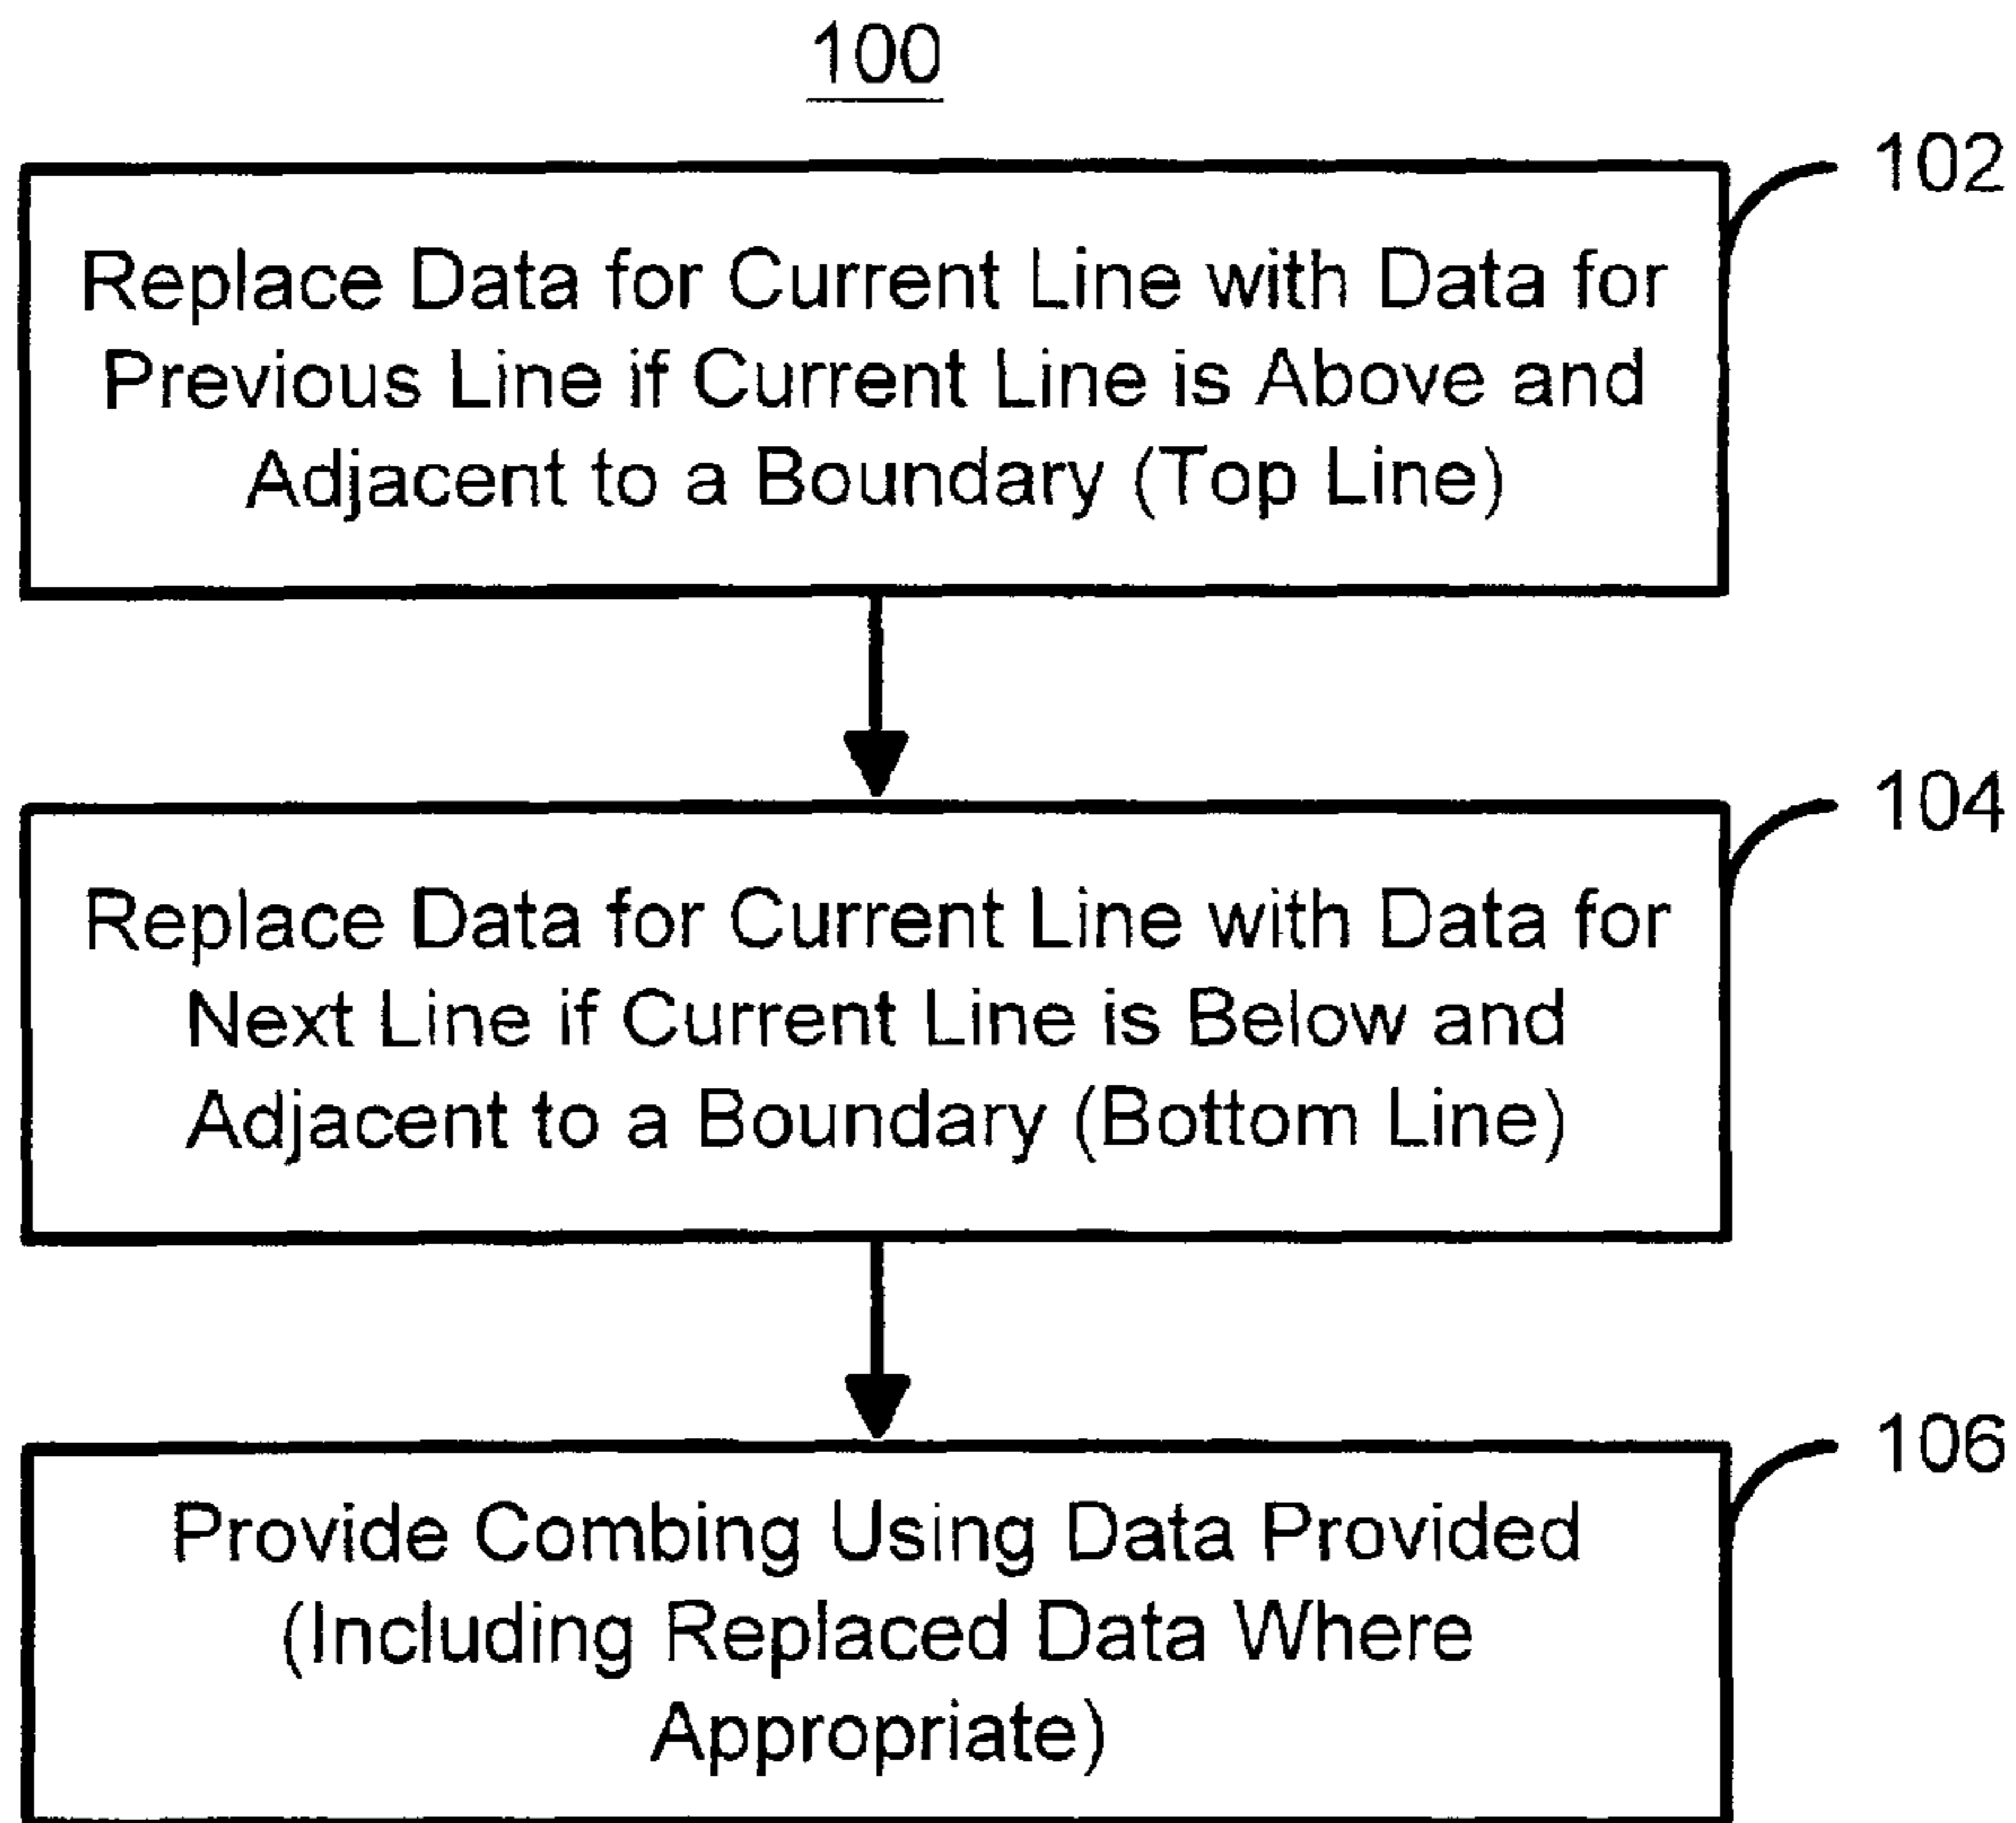 100
102
Replace Data for Current Line with Data for
Previous Line if Current Line is Above and
Adjacent to a Boundary (Top Line)
104
Replace Data for Current Line with Data for
Next Line if Current Line is Below and
Adjacent to a Boundary (Bottom Line)
106
Provide Combing Using Data Provided
(Including Replaced Data Where
Appropriate)